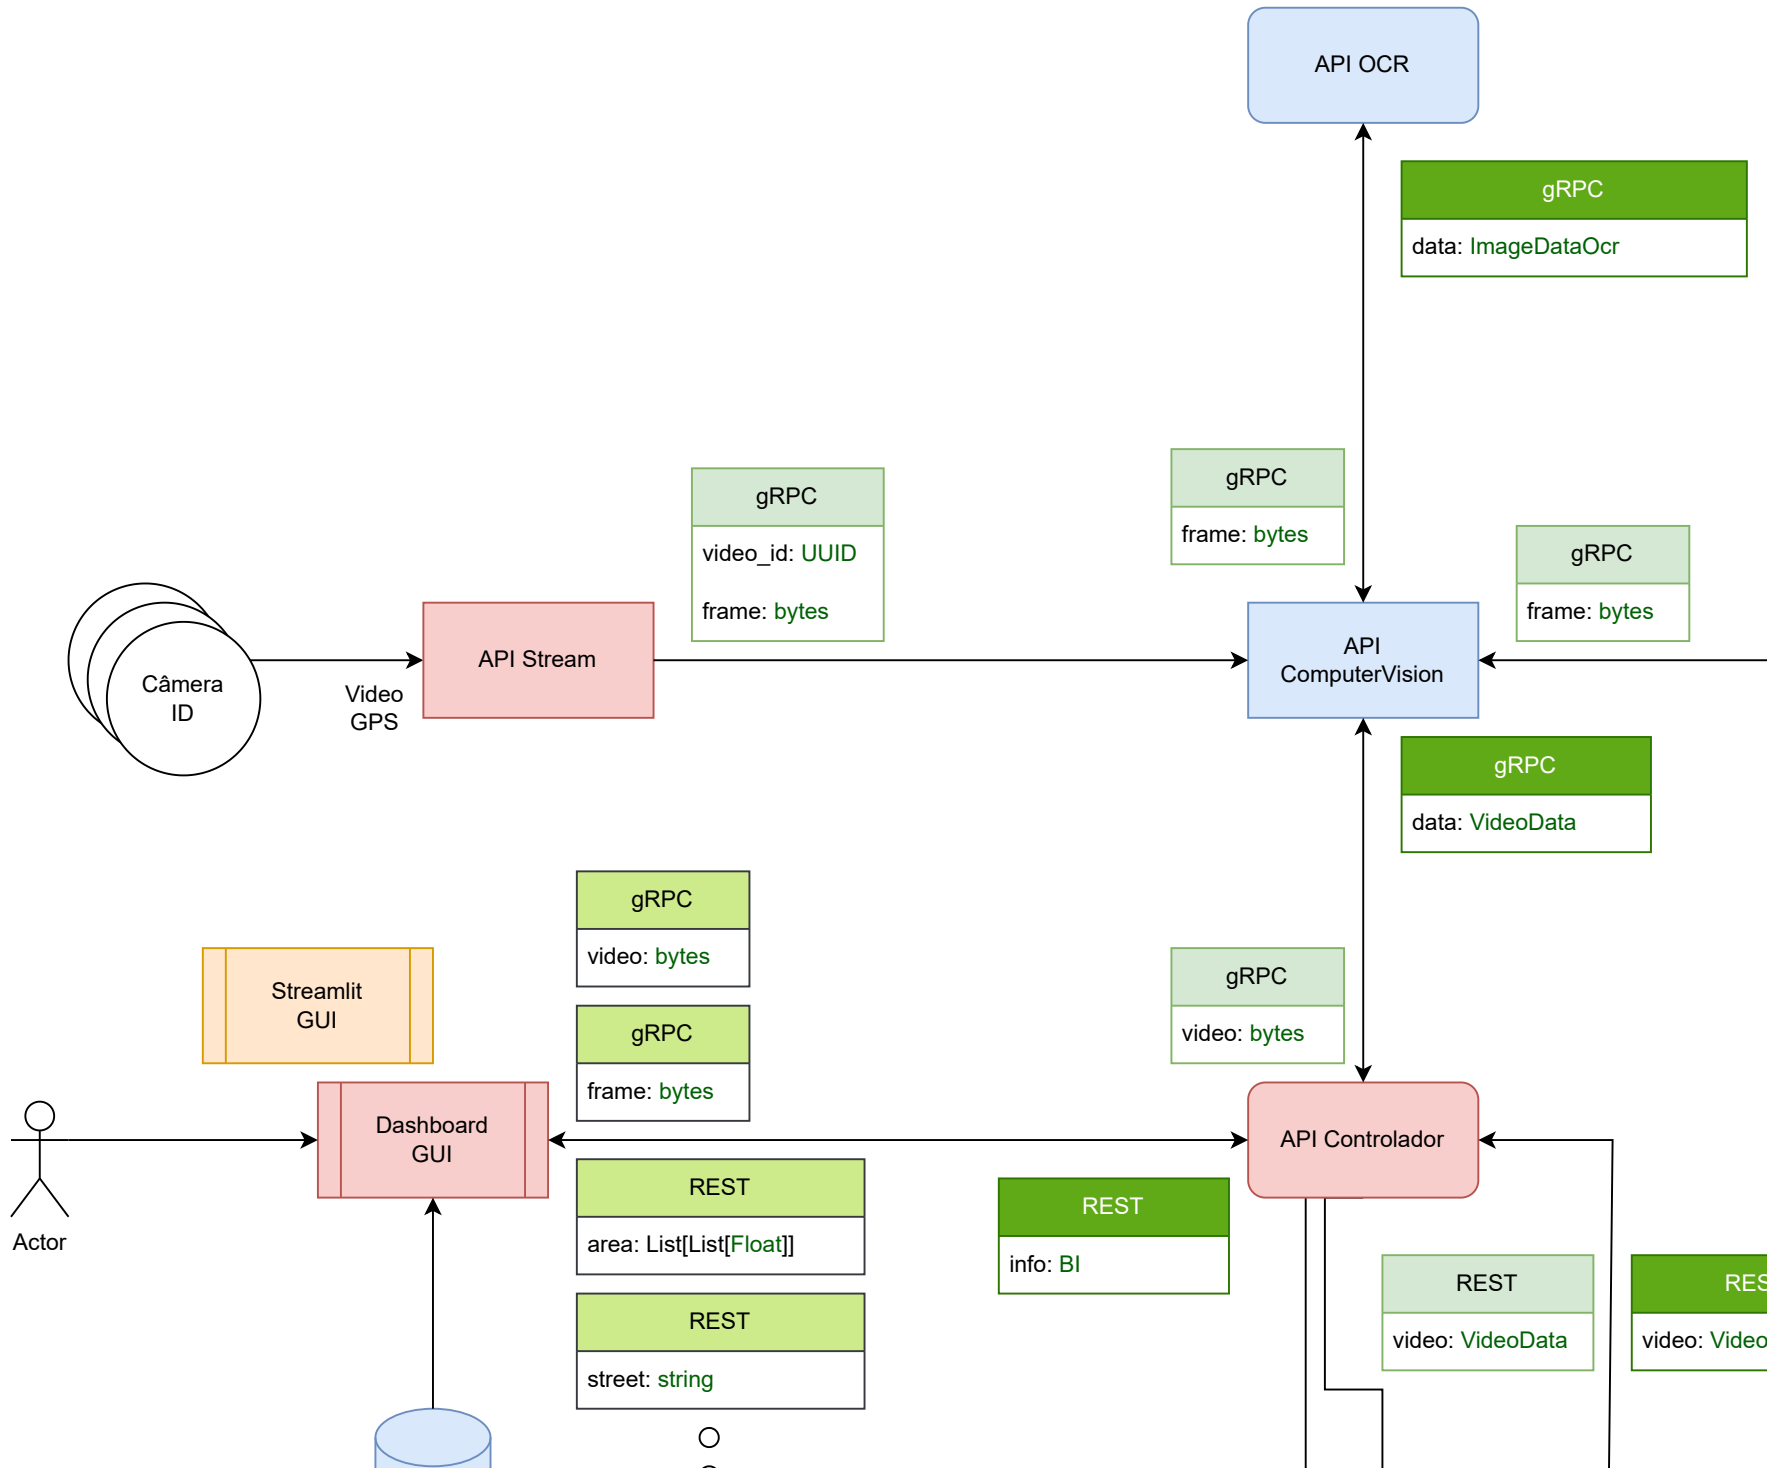 API OCR
gRPC
data: ImageDataOcr
gRPC
frame: bytes
gRPC
video_id: UUID
frame: bytes
gRPC
frame: bytes
Câmera
ID
Video
GPS
API Stream
API
ComputerVision
gRPC
data: VideoData
gRPC
video: bytes
gRPC
frame: bytes
Streamlit
GUI
gRPC
video: bytes
Actor
Dashboard
GUI
API Controlador
REST
area: List[List[Float]]
REST
info: BI
REST
street: string
REST
video: VideoData
video: Video